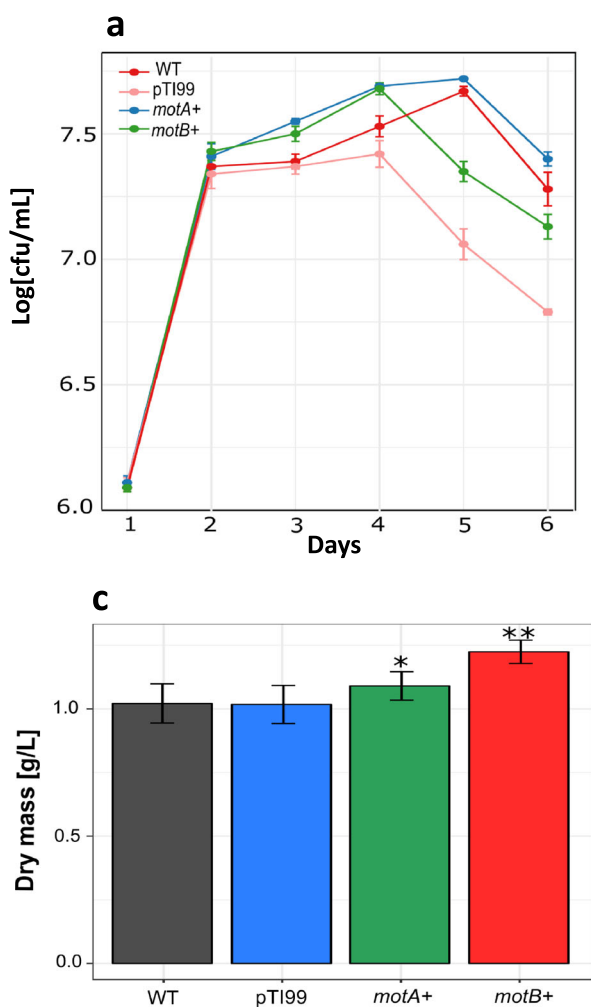 a
WT
pTI99
motA+
motB+
7.5
7.0
6.5
6.0
Log[cfu/mL]
1 2 3 4 5 6
Days
c
** 
*
1.0
0.5
0.0
Dry mass [g/L]
WT pTI99 motA+ motB+